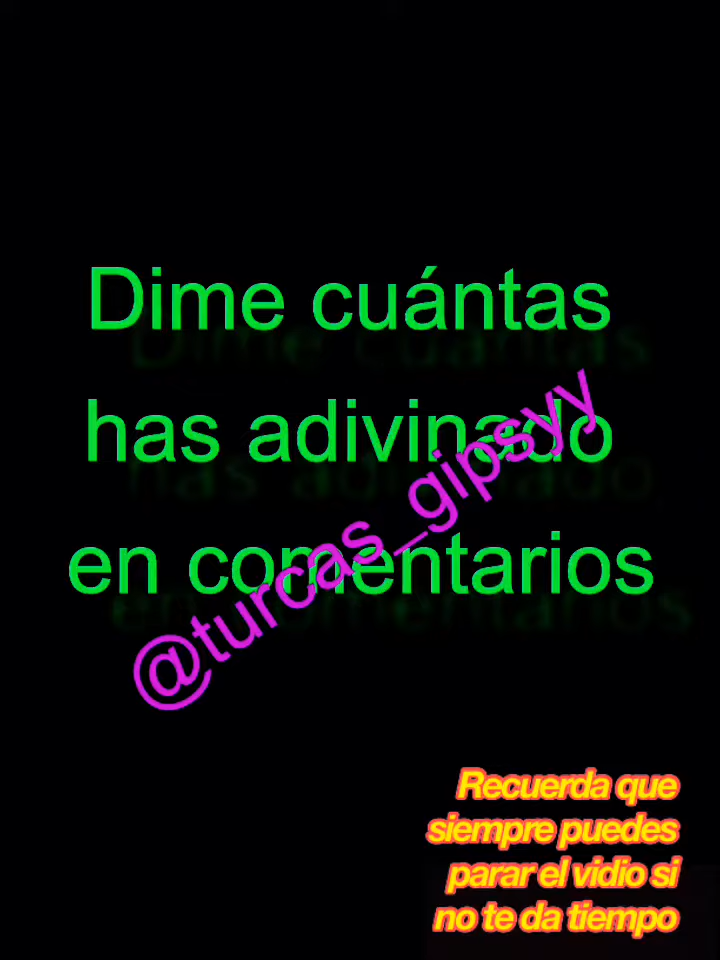 Dime cuántas
has adivinado
en comentarios
@turcas_gipsyy
Recuerda que
siempre puedes
parar el vidio si
no te da tiempo